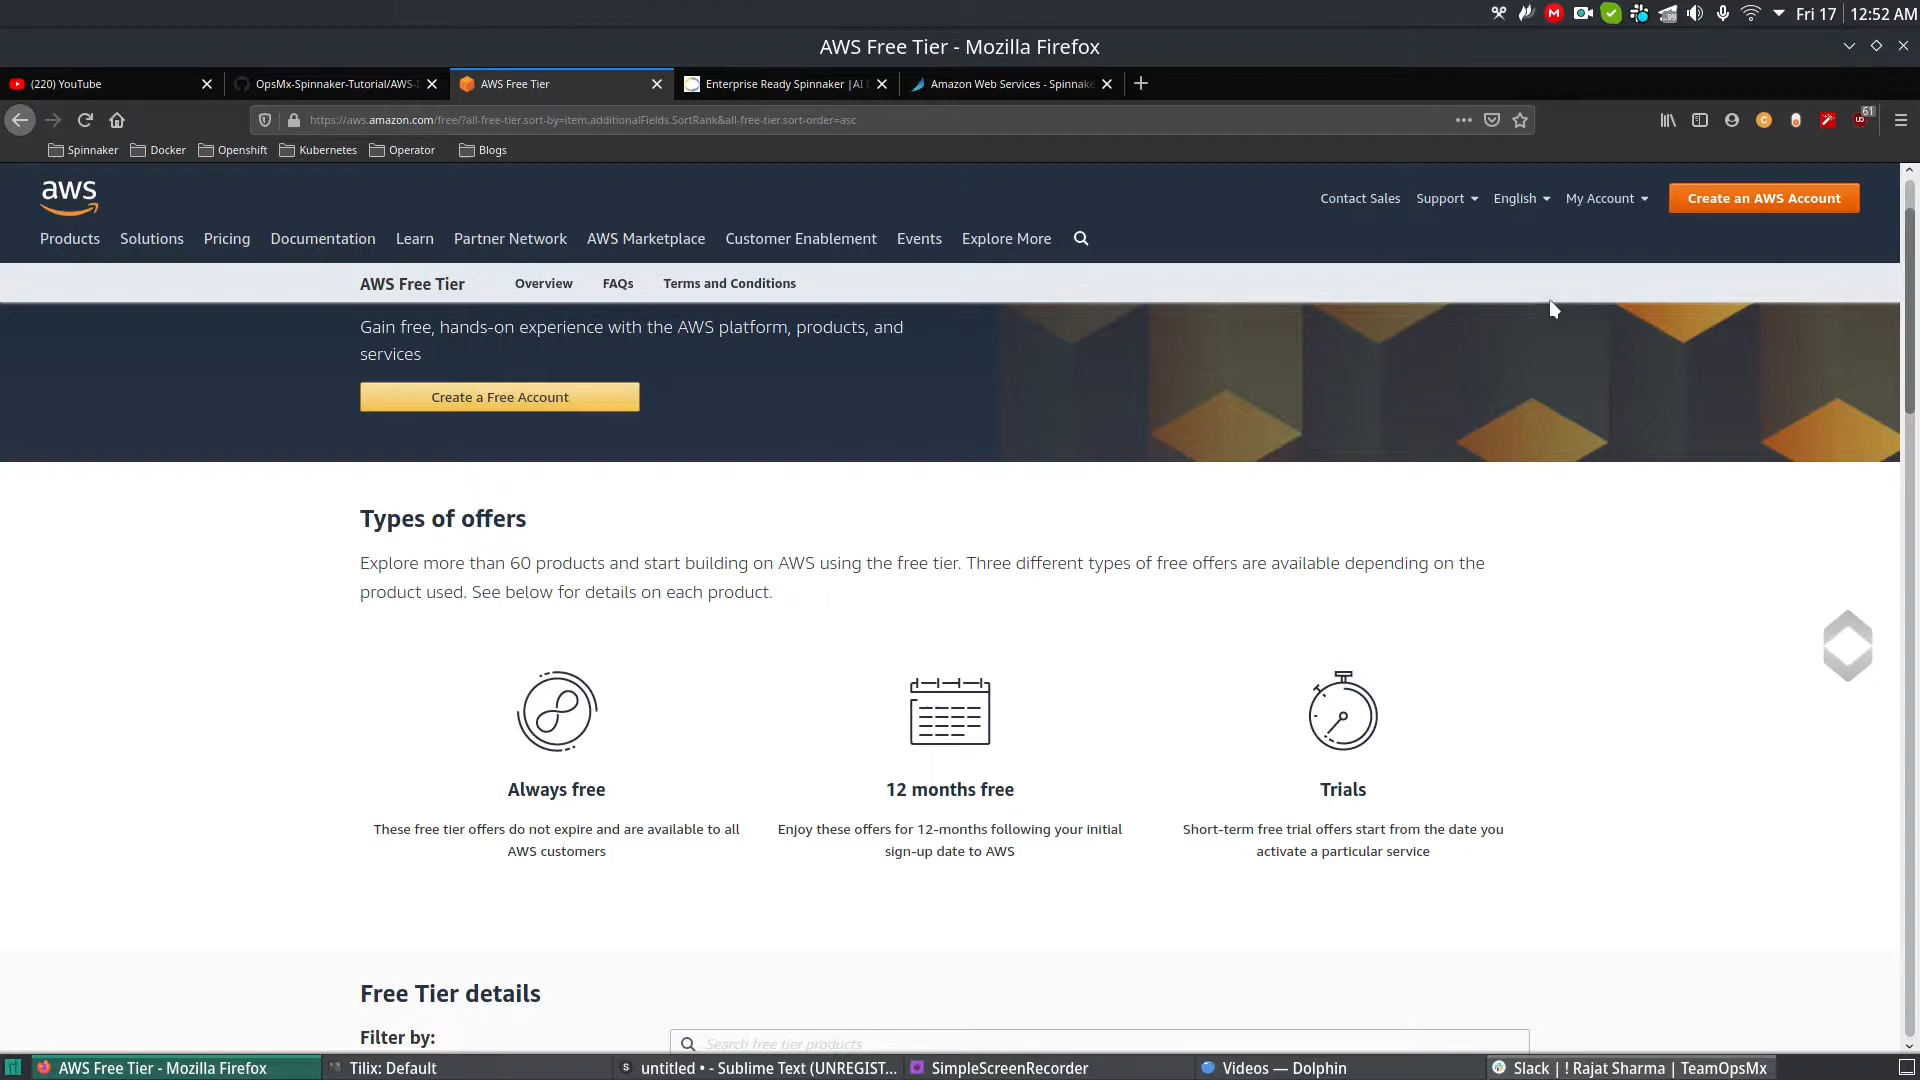 .99
Fri 17
12:52 AM
AWS Free Tier - Mozilla Firefox
(220) YouTube
OpsMx-Spinnaker-Tutorial/AWS-
AWS Free Tier
Enterprise Ready Spinnaker |AI
Amazon Web Services - Spinnake
https://aws.amazon.com/free/?all-free-tier.sort-by=item.additionalFields.SortRank&all-free-tier.sort-order=asc
61
Spinnaker
Docker
Openshift
Kubernetes
Operator
Blogs
aws
Contact Sales
Support
English
My Account
Create an AWS Account
Products
Solutions
Pricing
Documentation
Learn
Partner Network
AWS Marketplace
Customer Enablement
Events
Explore More
AWS Free Tier
Overview
FAQs
Terms and Conditions
Gain free, hands-on experience with the AWS platform, products, and
services
Create a Free Account
Types of offers
Explore more than 60 products and start building on AWS using the free tier. Three different types of free offers are available depending on the
product used. See below for details on each product.
Always free
These free tier offers do not expire and are available to all
AWS customers
12 months free
Enjoy these offers for 12-months following your initial
sign-up date to AWS
Trials
Short-term free trial offers start from the date you
activate a particular service
Free Tier details
Filter by:
Search free tier products
AWS Free Tier - Mozilla Firefox
Tilix: Default
untitled • - Sublime Text (UNREGIST...
SimpleScreenRecorder
Videos — Dolphin
Slack | ! Rajat Sharma | TeamOpsMx